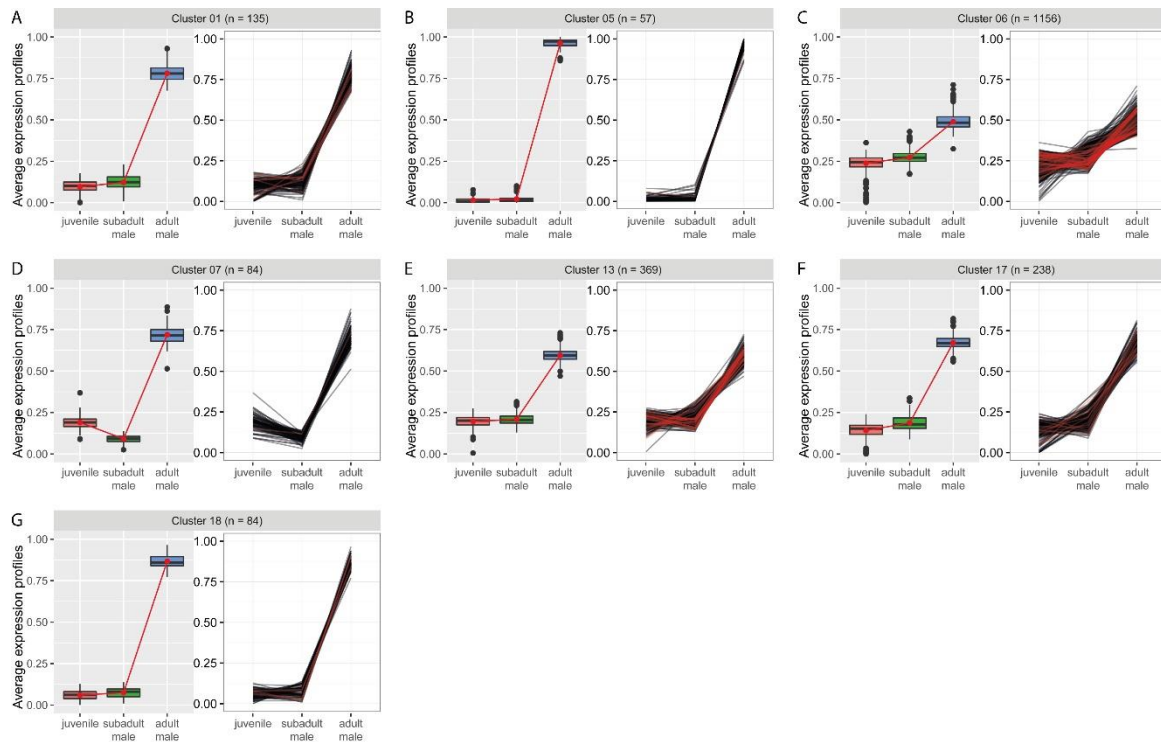 A
Cluster 01 (n = 135)
Average expression profiles
1.00
0.75
0.50
0.25
0.00
juvenile subadult male adult male
1.00
0.75
0.50
0.25
0.00
juvenile subadult male adult male
B
Cluster 05 (n = 57)
Average expression profiles
1.00
0.75
0.50
0.25
0.00
juvenile subadult male adult male
1.00
0.75
0.50
0.25
0.00
juvenile subadult male adult male
C
Cluster 06 (n = 1156)
Average expression profiles
1.00
0.75
0.50
0.25
0.00
juvenile subadult male adult male
1.00
0.75
0.50
0.25
0.00
juvenile subadult male adult male
D
Cluster 07 (n = 84)
Average expression profiles
1.00
0.75
0.50
0.25
0.00
juvenile subadult male adult male
1.00
0.75
0.50
0.25
0.00
juvenile subadult male adult male
E
Cluster 13 (n = 369)
Average expression profiles
1.00
0.75
0.50
0.25
0.00
juvenile subadult male adult male
1.00
0.75
0.50
0.25
0.00
juvenile subadult male adult male
F
Cluster 17 (n = 238)
Average expression profiles
1.00
0.75
0.50
0.25
0.00
juvenile subadult male adult male
1.00
0.75
0.50
0.25
0.00
juvenile subadult male adult male
G
Cluster 18 (n = 84)
Average expression profiles
1.00
0.75
0.50
0.25
0.00
juvenile subadult male adult male
1.00
0.75
0.50
0.25
0.00
juvenile subadult male adult male